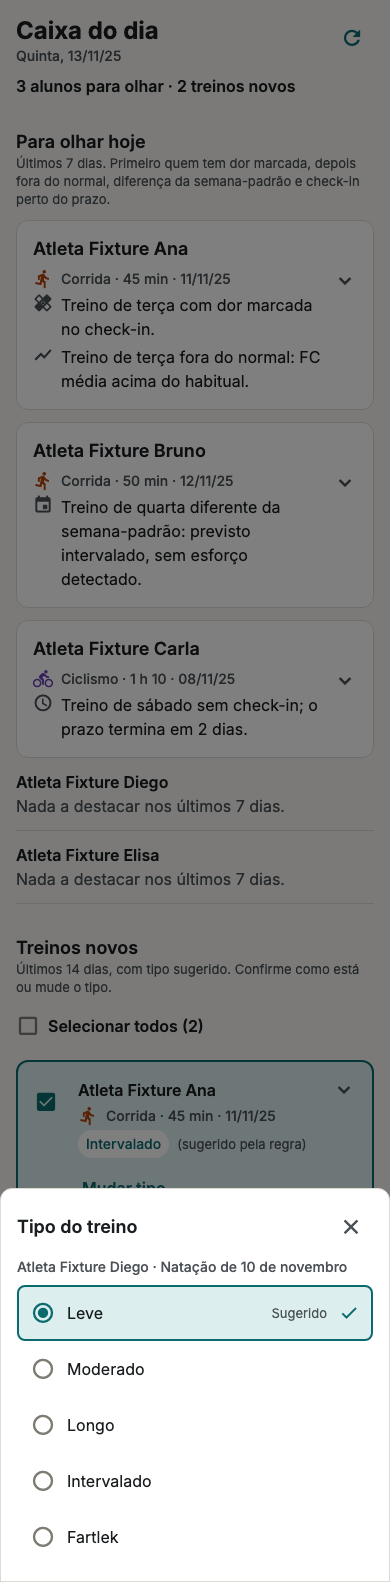 Caixa do dia
Quinta, 13/11/25
3 alunos para olhar · 2 treinos novos
Para olhar hoje
Últimos 7 dias. Primeiro quem tem dor marcada, depois
fora do normal, diferença da semana-padrão e check-in
perto do prazo.
Atleta Fixture Ana
Corrida · 45 min · 11/11/25
Treino de terça com dor marcada
no check-in.
Treino de terça fora do normal: FC
média acima do habitual.
Atleta Fixture Bruno
Corrida · 50 min · 12/11/25
Treino de quarta diferente da
semana-padrão: previsto
intervalado, sem esforço
detectado.
Atleta Fixture Carla
Ciclismo · 1 h 10 · 08/11/25
Treino de sábado sem check-in; o
prazo termina em 2 dias.
Atleta Fixture Diego
Nada a destacar nos últimos 7 dias.
Atleta Fixture Elisa
Nada a destacar nos últimos 7 dias.
Treinos novos
Últimos 14 dias, com tipo sugerido. Confirme como está
ou mude o tipo.
Selecionar todos (2)
Atleta Fixture Ana
Corrida · 45 min · 11/11/25
Intervalado (sugerido pela regra)
Mudar tipo
Tipo do treino
Atleta Fixture Diego · Natação de 10 de novembro
Leve Sugerido
Moderado
Longo
Intervalado
Fartlek